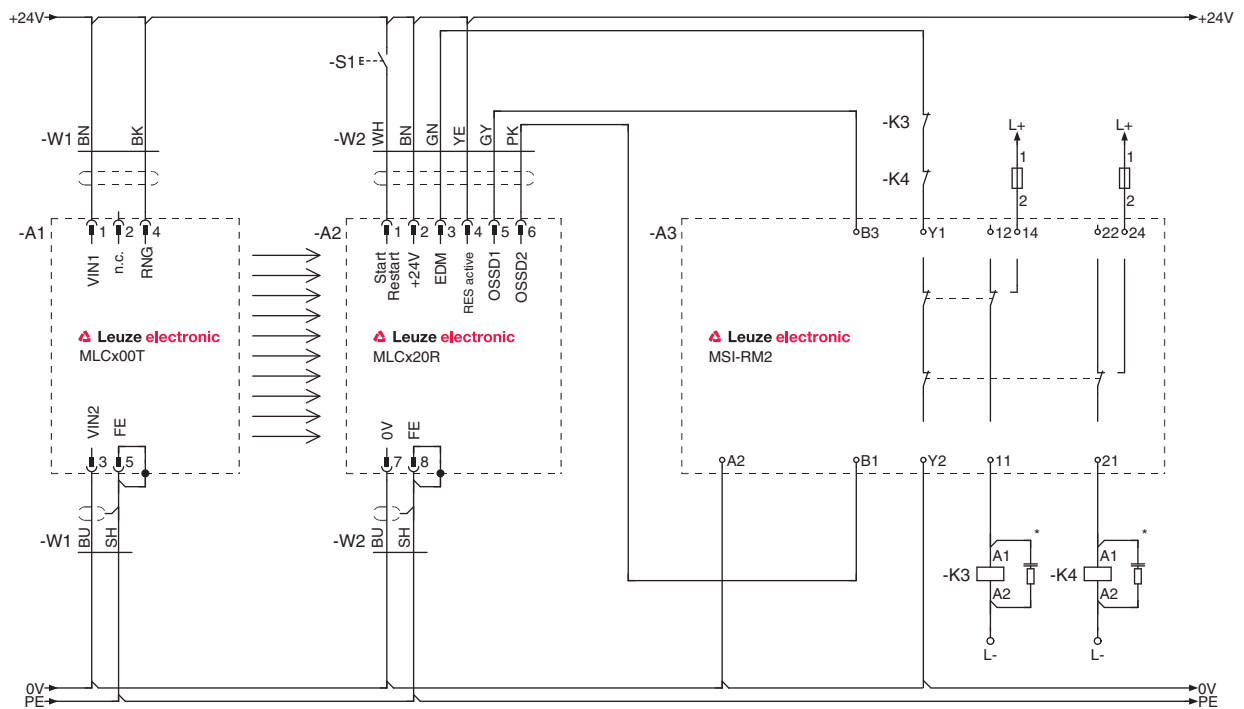 +24V +24V
-S1
-W1 BN BK
-W2 WH BN GN YE GY PK
-K3
-K4
L+ L+
1 1
2 2
-A1 1 2 4
VIN1 n.c. RNG
-A2 1 2 3 4 5 6
Start
Restart
+24V EDM RES active OSSD1 OSSD2
-A3 B3 Y1 12 14 22 24
Leuze electronic
MLCx00T
Leuze electronic
MLCx20R
Leuze electronic
MSI-RM2
VIN2 FE
3 5
0V FE
7 8
A2 B1 Y2 11 21
-W1 BU SH
-W2 BU SH
* *
-K3 A1 A2
-K4 A1 A2
L- L-
0V 0V
PE PE